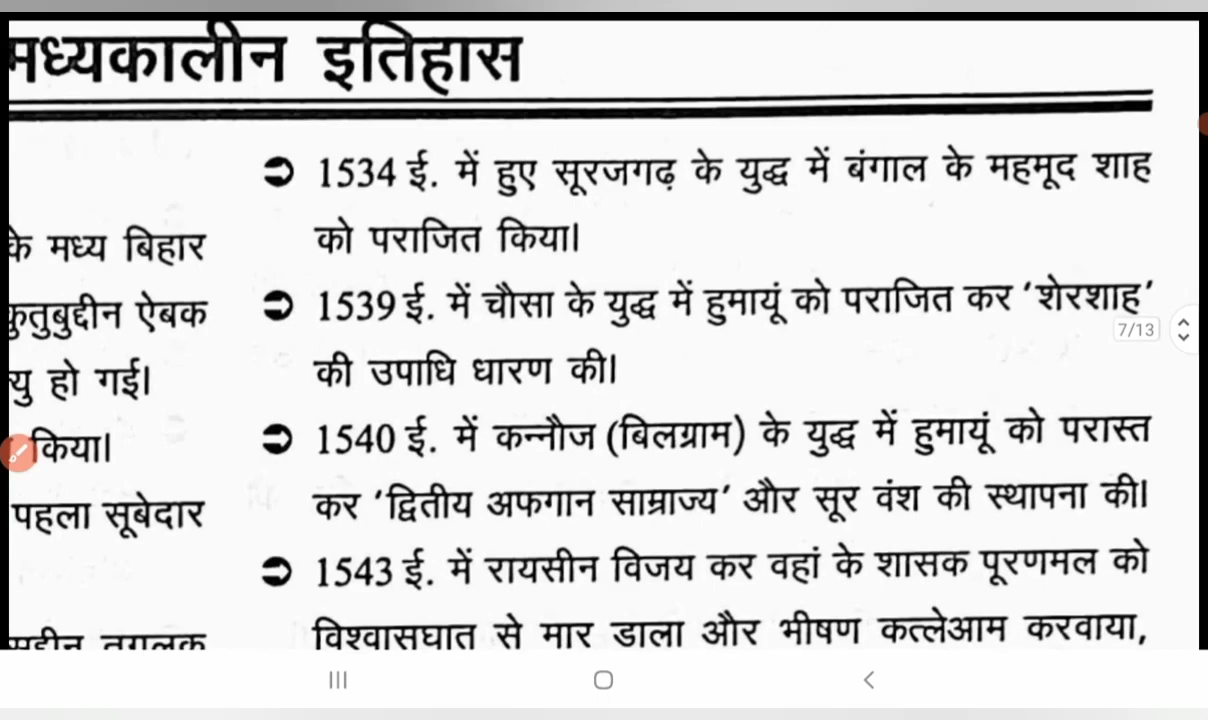 मध्यकालीन इतिहास
के मध्य बिहार
कुतुबुद्दीन ऐबक
यु हो गई।
किया।
पहला सूबेदार
तुगलक
➲ 1534 ई. में हुए सूरजगढ़ के युद्ध में बंगाल के महमूद शाह
को पराजित किया।
➲ 1539 ई. में चौसा के युद्ध में हुमायूं को पराजित कर ‘शेरशाह’
की उपाधि धारण की।
➲ 1540 ई. में कन्नौज (बिलग्राम) के युद्ध में हुमायूं को परास्त
कर ‘द्वितीय अफगान साम्राज्य’ और सूर वंश की स्थापना की।
➲ 1543 ई. में रायसीन विजय कर वहां के शासक पूरणमल को
विश्वासघात से मार डाला और भीषण कत्लेआम करवाया,
7/13